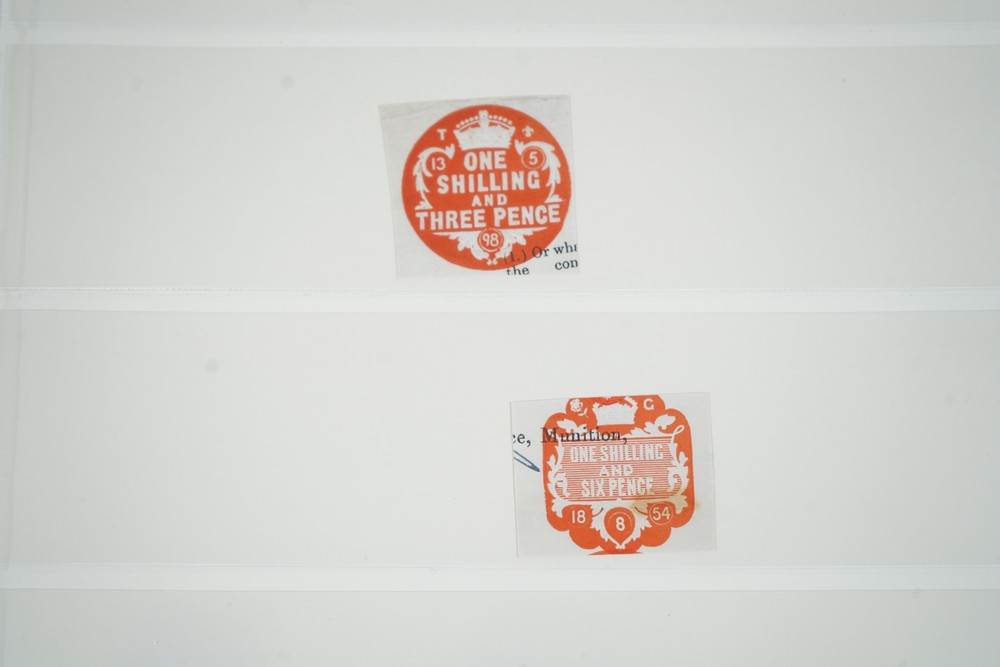 T
13 5
ONE
SHILLING
AND
THREE PENCE
98
(1.) Or wh
the con
G
Munition,
ONE SHILLING
AND
SIX PENCE
18 8 54